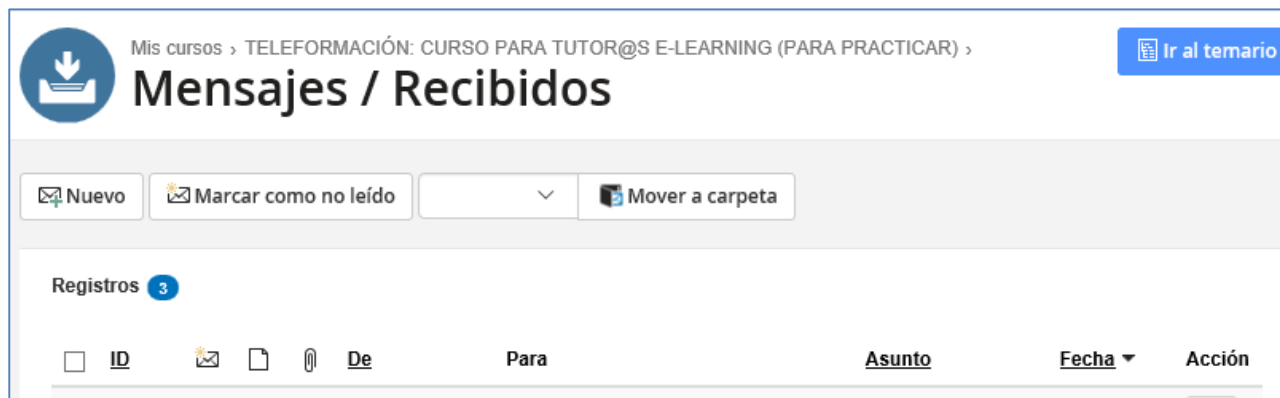 Mis cursos › TELEFORMACIÓN: CURSO PARA TUTOR@S E-LEARNING (PARA PRACTICAR) ›
Ir al temario
Mensajes / Recibidos
Nuevo Marcar como no leído Mover a carpeta
Registros 3
ID De Para Asunto Fecha Acción